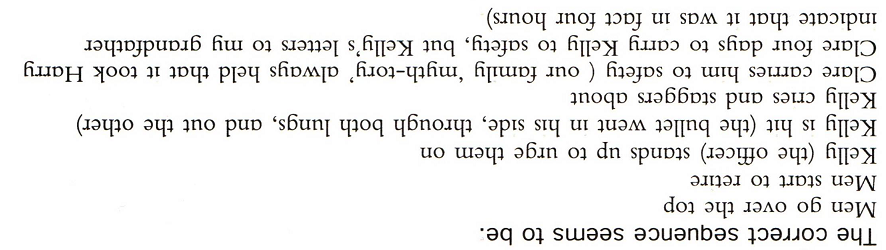 The correct sequence seems to be.
Men go over the top
Men start to retire
Kelly (the officer) stands up to urge them on
Kelly is hit (the bullet went in his side, through both lungs, and out the other)
Kelly cries and staggers about
Clare carries him to safety ( our family 'myth-tory' always held that it took Harry
Clare four days to carry Kelly to safety, but Kelly's letters to my grandfather
indicate that it was in fact four hours)